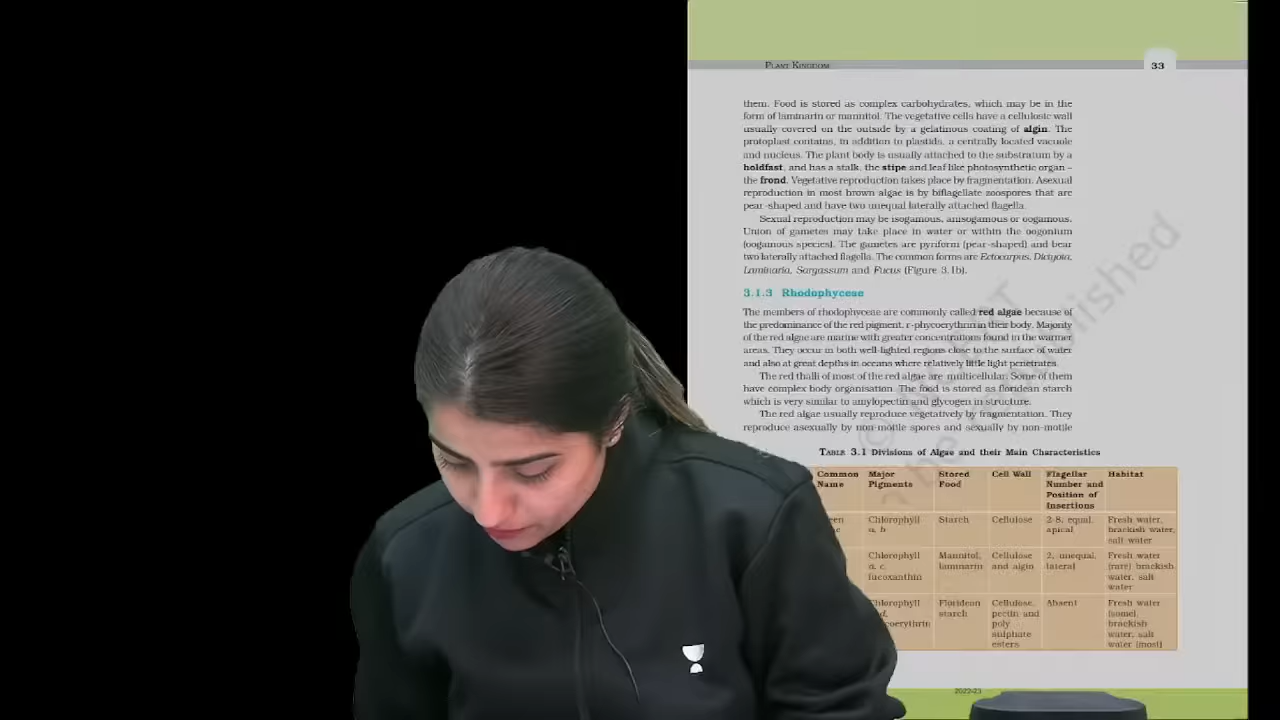 PLANT KINGDOM
33
them. Food is stored as complex carbohydrates, which may be in the
form of laminarin or mannitol. The vegetative cells have a cellulosic wall
usually covered on the outside by a gelatinous coating of algin. The
protoplast contains, in addition to plastids, a centrally located vacuole
and nucleus. The plant body is usually attached to the substratum by a
holdfast, and has a stalk, the stipe and leaf like photosynthetic organ –
the frond. Vegetative reproduction takes place by fragmentation. Asexual
reproduction in most brown algae is by biflagellate zoospores that are
pear-shaped and have two unequal laterally attached flagella.
Sexual reproduction may be isogamous, anisogamous or oogamous.
Union of gametes may take place in water or within the oogonium
(oogamous species). The gametes are pyriform (pear-shaped) and bear
two laterally attached flagella. The common forms are Ectocarpus, Dictyota,
Laminaria, Sargassum and Fucus (Figure 3.1b).
3.1.3 Rhodophyceae
The members of rhodophyceae are commonly called red algae because of
the predominance of the red pigment, r-phycoerythrin in their body. Majority
of the red algae are marine with greater concentrations found in the warmer
areas. They occur in both well-lighted regions close to the surface of water
and also at great depths in oceans where relatively little light penetrates.
The red thalli of most of the red algae are multicellular. Some of them
have complex body organisation. The food is stored as floridean starch
which is very similar to amylopectin and glycogen in structure.
The red algae usually reproduce vegetatively by fragmentation. They
reproduce asexually by non-motile spores and sexually by non-motile
TABLE 3.1 Divisions of Algae and their Main Characteristics
Common Name Major Pigments Stored Food Cell Wall Flagellar Number and Position of Insertions Habitat
Chlorophyll a, b Starch Cellulose 2-8, equal, apical Fresh water, brackish water, salt water
Chlorophyll a, c, fucoxanthin Mannitol, laminarin Cellulose and algin 2, unequal, lateral Fresh water (rare) brackish water, salt water
Chlorophyll d, Floridean starch Cellulose, pectin and poly sulphate esters Absent Fresh water (some), brackish water, salt water (most)
2022-23